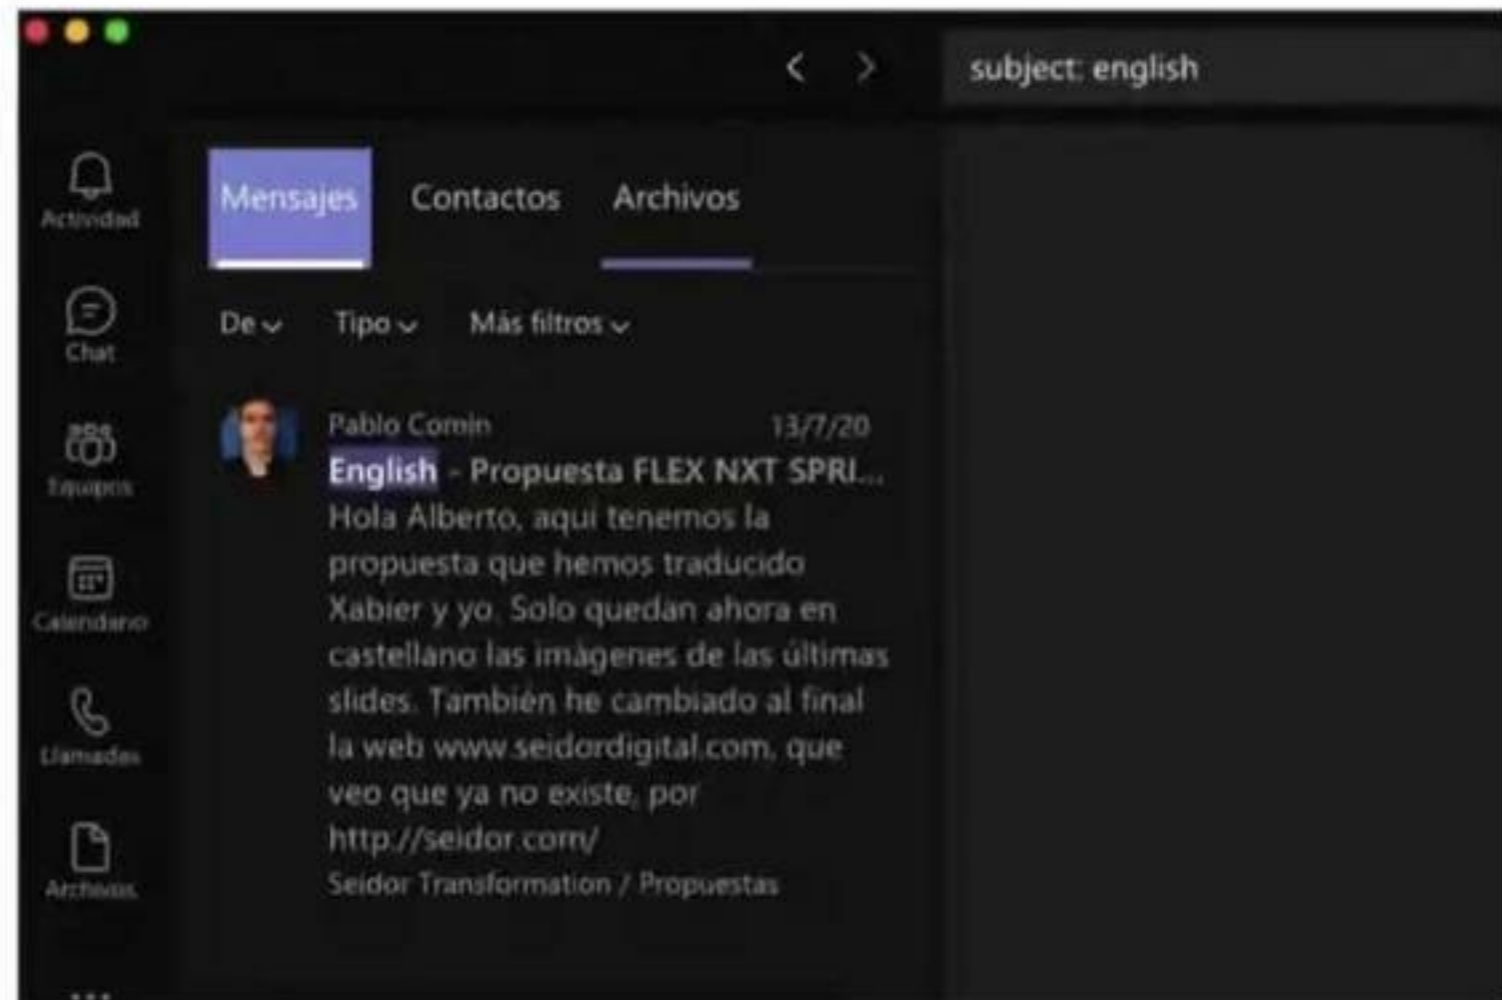 subject: english
Mensajes
Contactos
Archivos
De
Tipo
Más filtros
Actividad
Chat
Equipos
Calendario
Llamadas
Archivos
Pablo Comin
13/7/20
English - Propuesta FLEX NXT SPRI...
Hola Alberto, aquí tenemos la
propuesta que hemos traducido
Xabier y yo. Solo quedan ahora en
castellano las imágenes de las últimas
slides. También he cambiado al final
la web www.seidordigital.com, que
veo que ya no existe, por
http://seidor.com/
Seidor Transformation / Propuestas